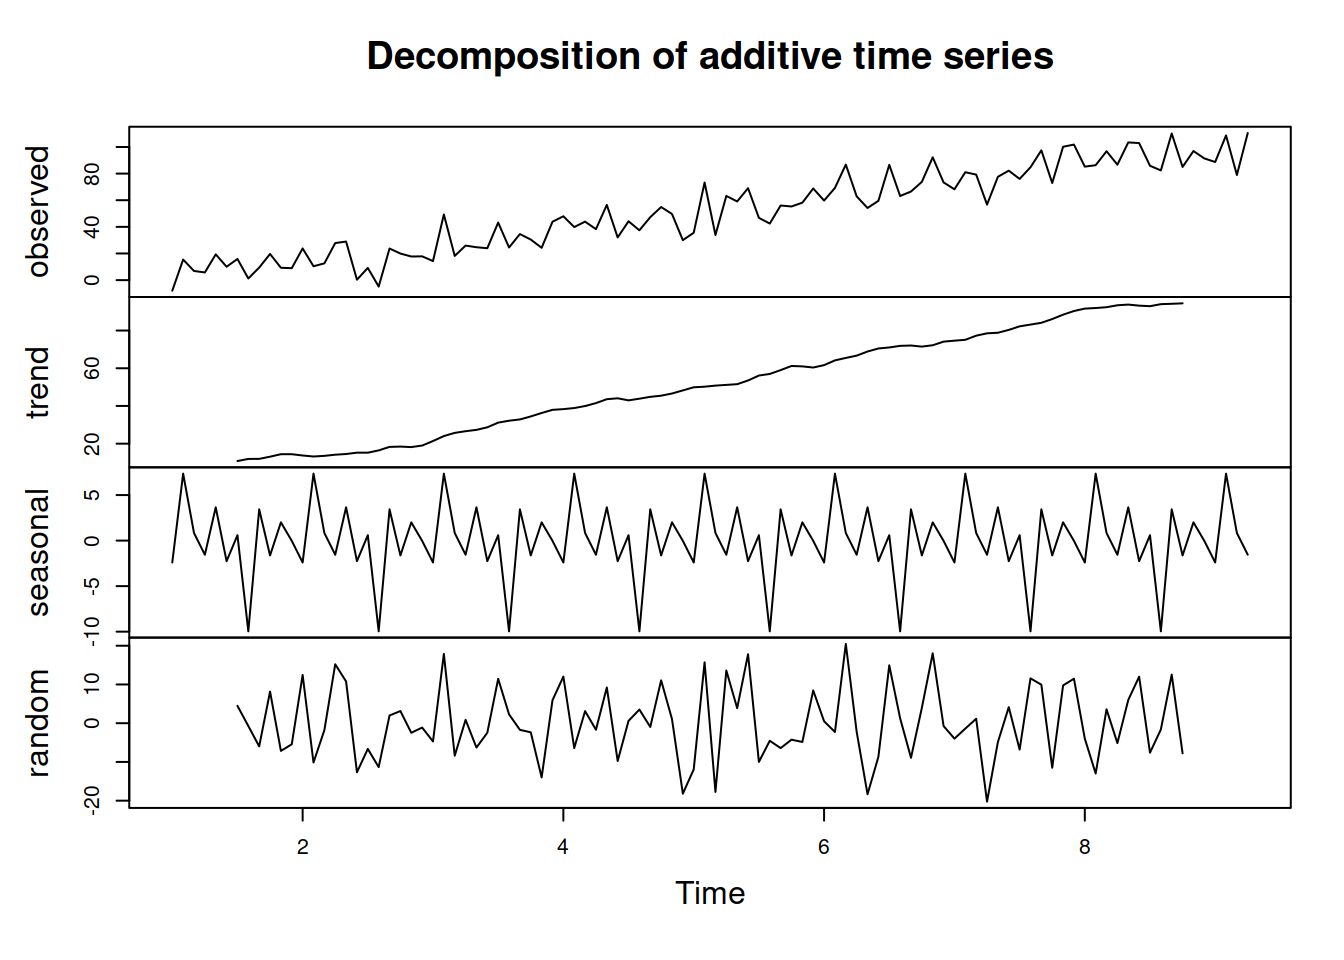 Decomposition of additive time series
observed
0 40 80
trend
20 60
seasonal
-10 -5 0 5
random
-20 0 10
2 4 6 8
Time